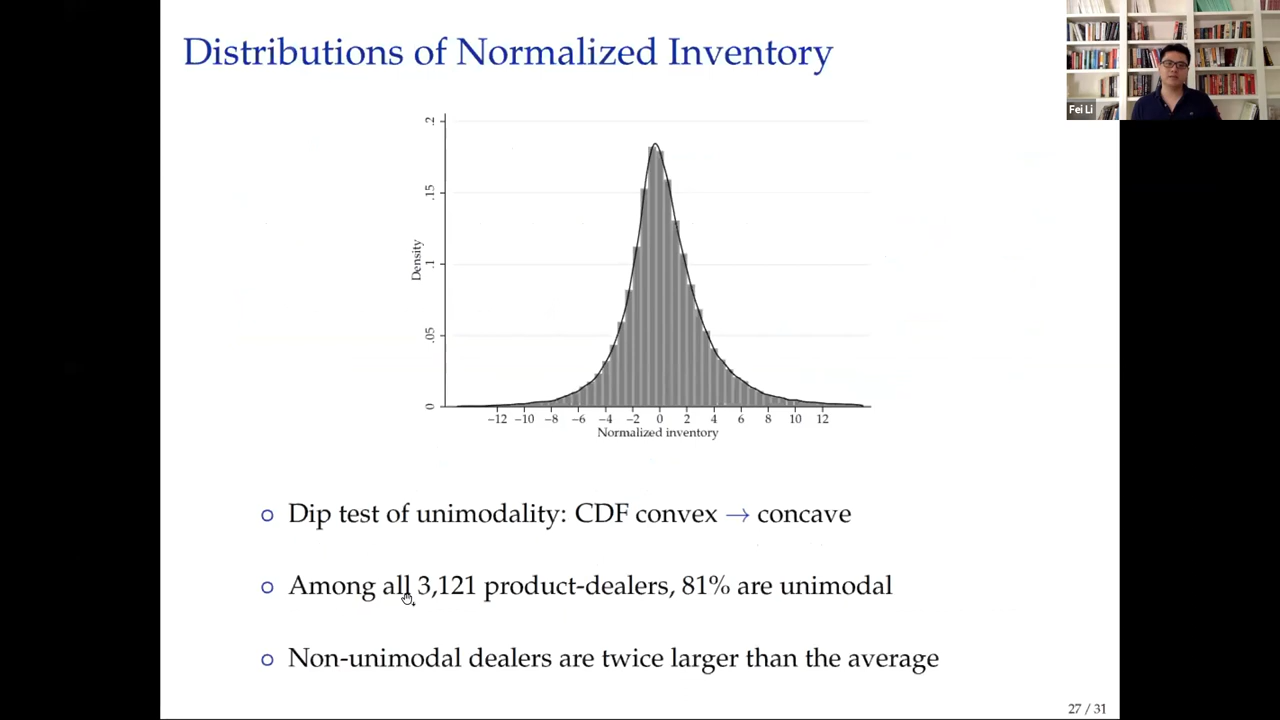 Distributions of Normalized Inventory
Fei Li
.2
.15
.1
.05
0
Density
−12 −10 −8 −6 −4 −2 0 2 4 6 8 10 12
Normalized inventory
Dip test of unimodality: CDF convex → concave
Among all 3,121 product-dealers, 81% are unimodal
Non-unimodal dealers are twice larger than the average
27 / 31